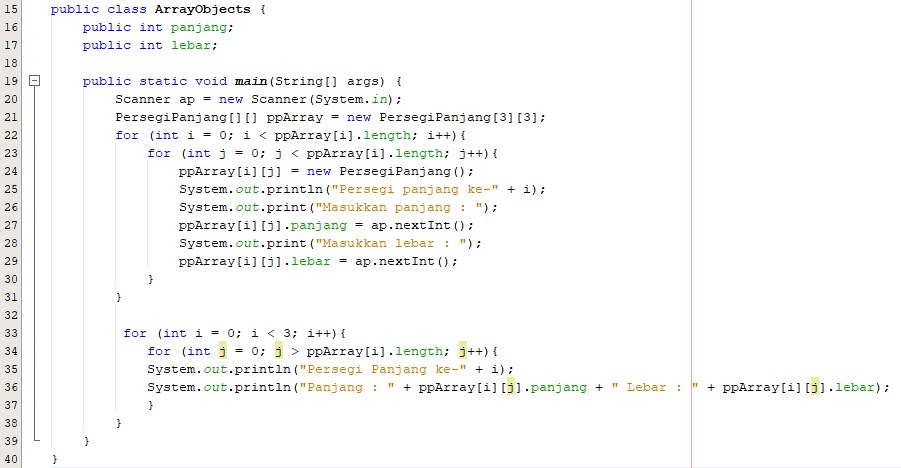 15 public class ArrayObjects {
16     public int panjang;
17     public int lebar;
18
19     public static void main(String[] args) {
20         Scanner ap = new Scanner(System.in);
21         PersegiPanjang[][] ppArray = new PersegiPanjang[3][3];
22         for (int i = 0; i < ppArray[i].length; i++){
23             for (int j = 0; j < ppArray[i].length; j++){
24                 ppArray[i][j] = new PersegiPanjang();
25                 System.out.println("Persegi panjang ke-" + i);
26                 System.out.print("Masukkan panjang : ");
27                 ppArray[i][j].panjang = ap.nextInt();
28                 System.out.print("Masukkan lebar : ");
29                 ppArray[i][j].lebar = ap.nextInt();
30             }
31         }
32
33          for (int i = 0; i < 3; i++){
34             for (int j = 0; j > ppArray[i].length; j++){
35             System.out.println("Persegi Panjang ke-" + i);
36             System.out.println("Panjang : " + ppArray[i][j].panjang + " Lebar : " + ppArray[i][j].lebar);
37             }
38         }
39     }
40 }